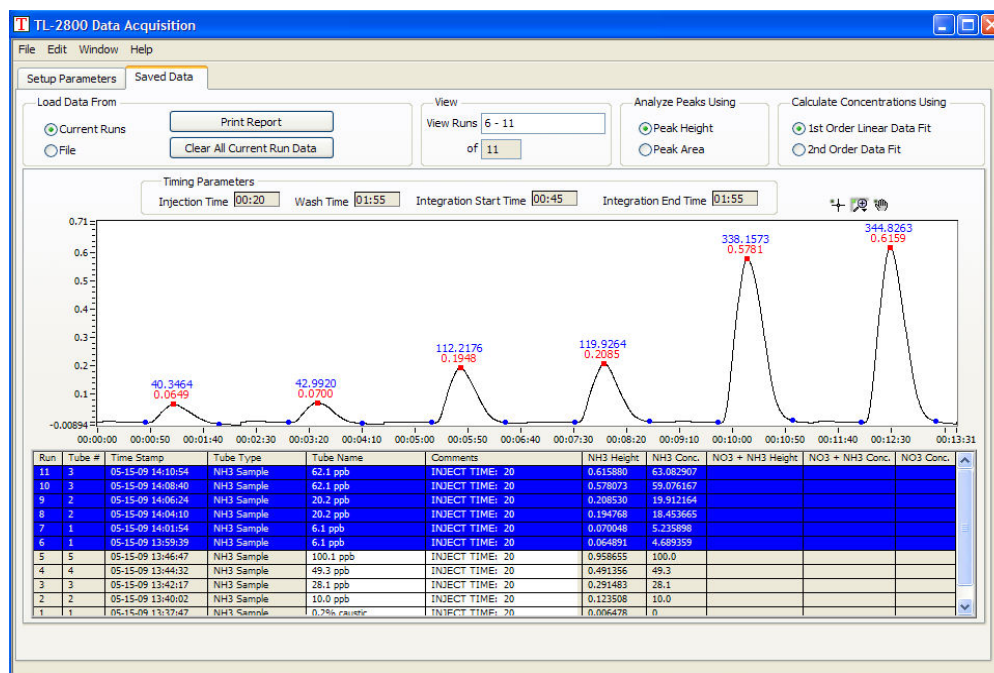 T TL-2800 Data Acquisition
File Edit Window Help
Setup Parameters Saved Data
Load Data From View Analyze Peaks Using Calculate Concentrations Using
Current Runs Print Report View Runs 6 - 11 Peak Height 1st Order Linear Data Fit
File Clear All Current Run Data of 11 Peak Area 2nd Order Data Fit
Timing Parameters
Injection Time 00:20 Wash Time 01:55 Integration Start Time 00:45 Integration End Time 01:55
0.71
0.6
0.5
0.4
0.3
0.2
0.1
-0.00894
40.3464
0.0649
42.9920
0.0700
112.2176
0.1948
119.9264
0.2085
338.1573
0.5781
344.8263
0.6159
00:00:00 00:00:50 00:01:40 00:02:30 00:03:20 00:04:10 00:05:00 00:05:50 00:06:40 00:07:30 00:08:20 00:09:10 00:10:00 00:10:50 00:11:40 00:12:30 00:13:31
Run Tube # Time Stamp Tube Type Tube Name Comments NH3 Height NH3 Conc. NO3 + NH3 Height NO3 + NH3 Conc. NO3 Conc.
11 3 05-15-09 14:10:54 NH3 Sample 62.1 ppb INJECT TIME: 20 0.615880 63.082907
10 3 05-15-09 14:08:40 NH3 Sample 62.1 ppb INJECT TIME: 20 0.578073 59.076167
9 2 05-15-09 14:06:24 NH3 Sample 20.2 ppb INJECT TIME: 20 0.208530 19.912164
8 2 05-15-09 14:04:10 NH3 Sample 20.2 ppb INJECT TIME: 20 0.194768 18.453665
7 1 05-15-09 14:01:54 NH3 Sample 6.1 ppb INJECT TIME: 20 0.070048 5.235898
6 1 05-15-09 13:59:39 NH3 Sample 6.1 ppb INJECT TIME: 20 0.064891 4.689359
5 5 05-15-09 13:46:47 NH3 Sample 100.1 ppb INJECT TIME: 20 0.958655 100.0
4 4 05-15-09 13:44:32 NH3 Sample 49.3 ppb INJECT TIME: 20 0.491356 49.3
3 3 05-15-09 13:42:17 NH3 Sample 28.1 ppb INJECT TIME: 20 0.291483 28.1
2 2 05-15-09 13:40:02 NH3 Sample 10.0 ppb INJECT TIME: 20 0.123508 10.0
1 1 05-15-09 13:37:47 NH3 Sample 0.2% caustic INJECT TIME: 20 0.006478 0